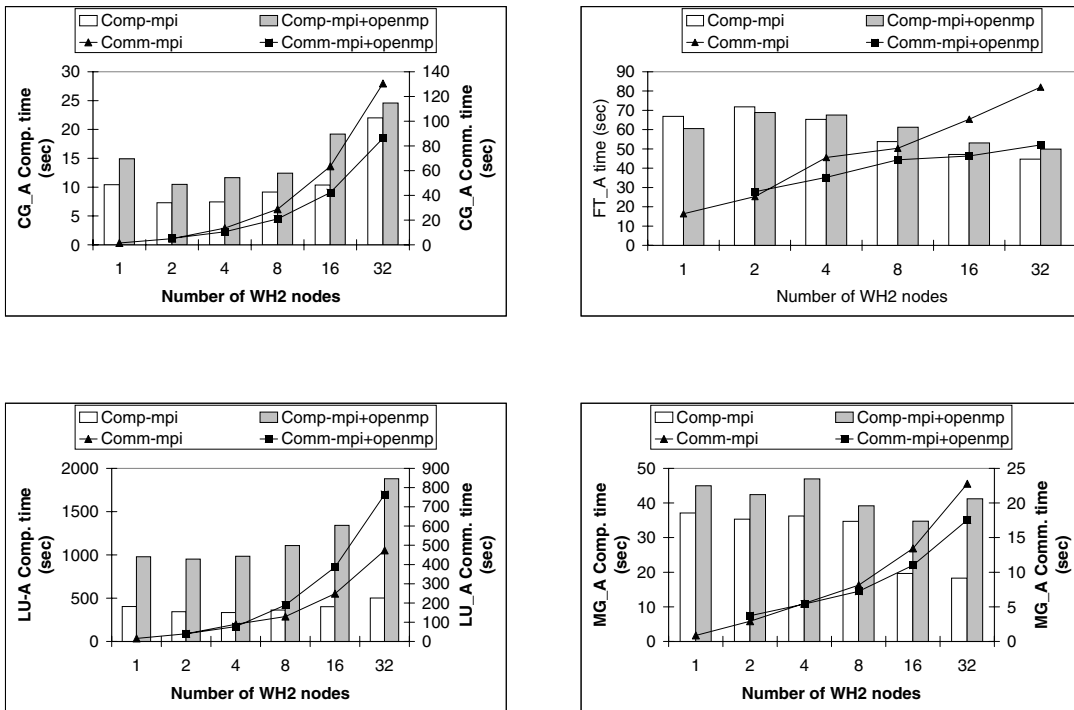 Comp-mpi Comp-mpi+openmp
Comm-mpi Comm-mpi+openmp
30
25
20
15
10
5
0
140
120
100
80
60
40
20
0
CG_A Comp. time
(sec)
CG_A Comm. time
(sec)
1 2 4 8 16 32
Number of WH2 nodes
Comp-mpi Comp-mpi+openmp
Comm-mpi Comm-mpi+openmp
90
80
70
60
50
40
30
20
10
0
FT_A time (sec)
1 2 4 8 16 32
Number of WH2 nodes
Comp-mpi Comp-mpi+openmp
Comm-mpi Comm-mpi+openmp
2000
1500
1000
500
0
900
800
700
600
500
400
300
200
100
0
LU-A Comp. time
(sec)
LU_A Comm. time
(sec)
1 2 4 8 16 32
Number of WH2 nodes
Comp-mpi Comp-mpi+openmp
Comm-mpi Comm-mpi+openmp
50
40
30
20
10
0
25
20
15
10
5
0
MG_A Comp. time
(sec)
MG_A Comm. time
(sec)
1 2 4 8 16 32
Number of WH2 nodes